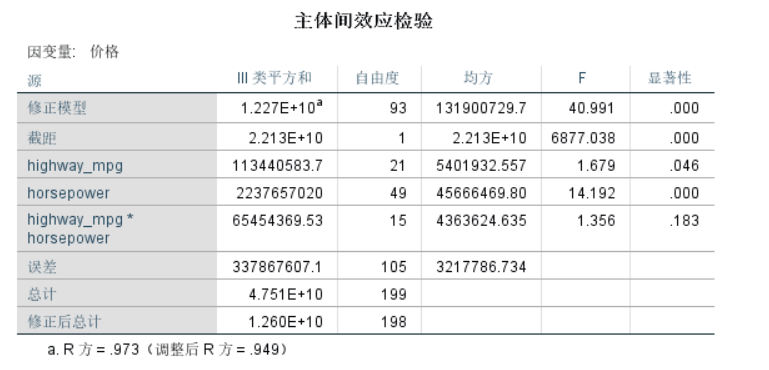 主体间效应检验
因变量: 价格
源 III 类平方和 自由度 均方 F 显著性
修正模型 1.227E+10a 93 131900729.7 40.991 .000
截距 2.213E+10 1 2.213E+10 6877.038 .000
highway_mpg 113440583.7 21 5401932.557 1.679 .046
horsepower 2237657020 49 45666469.80 14.192 .000
highway_mpg * 65454369.53 15 4363624.635 1.356 .183
horsepower
误差 337867607.1 105 3217786.734
总计 4.751E+10 199
修正后总计 1.260E+10 198
a. R 方 = .973（调整后 R 方 = .949）